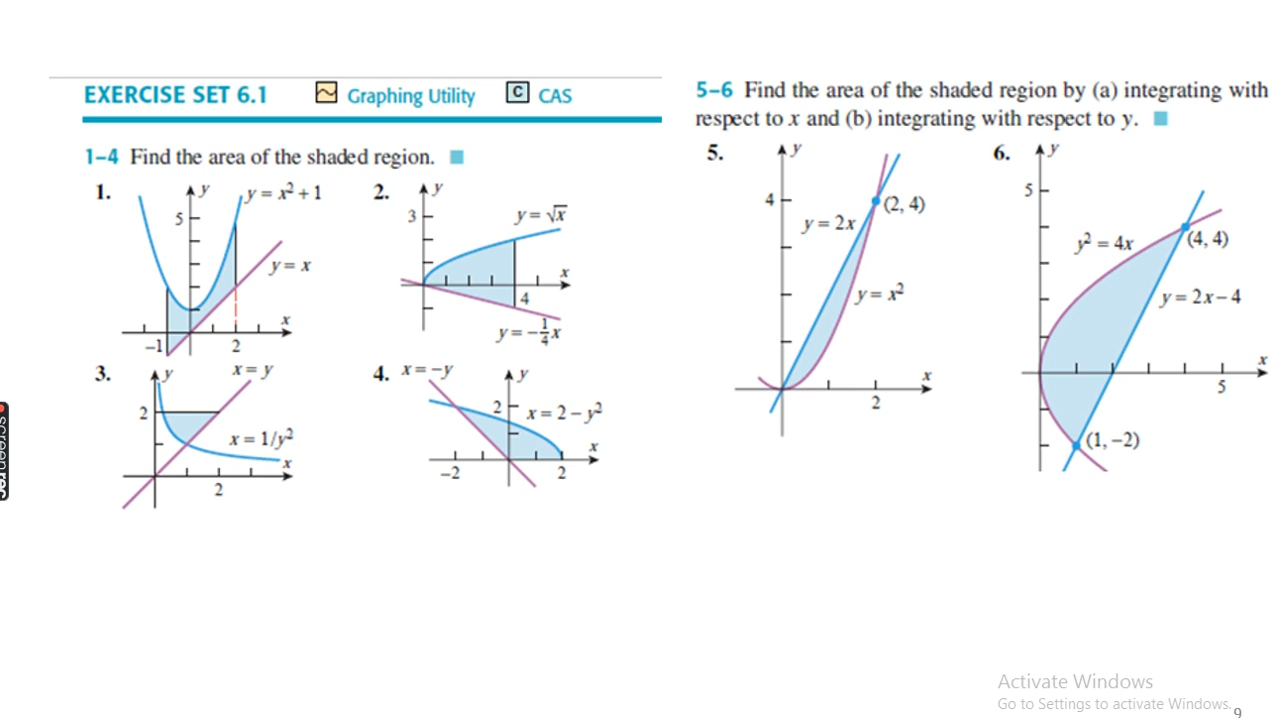 EXERCISE SET 6.1 Graphing Utility C CAS
1–4 Find the area of the shaded region.
1. y y = x² + 1
5
y = x
x
−1 2
2. y
3 y = √x
x
4
y = −¼x
3. y x = y
2
x = 1/y²
x
2
4. x = −y y
2 x = 2 − y²
x
−2 2
5–6 Find the area of the shaded region by (a) integrating with
respect to x and (b) integrating with respect to y.
5. y
4 (2, 4)
y = 2x
y = x²
x
2
6. y
5
y² = 4x (4, 4)
y = 2x − 4
x
5
(1, −2)
Activate Windows
Go to Settings to activate Windows.
9